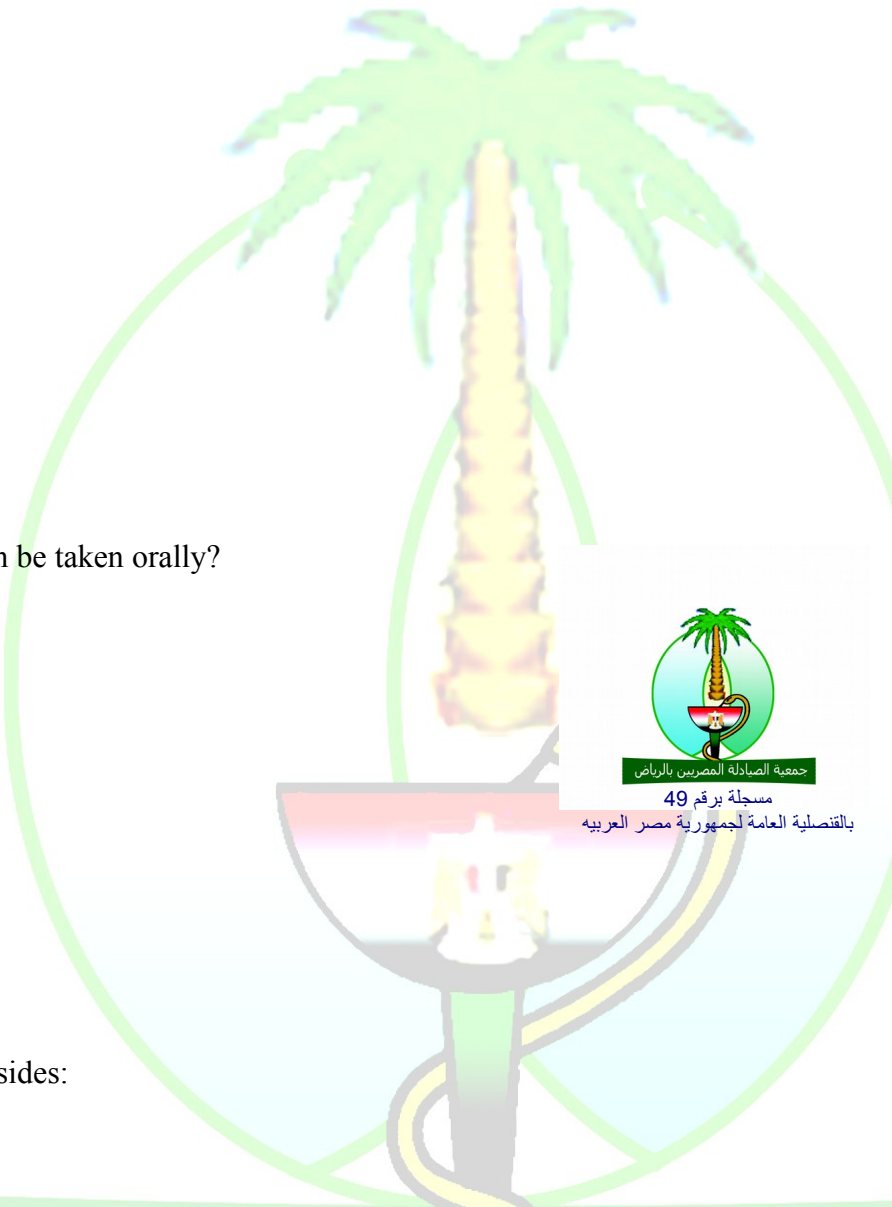 be taken orally?
جمعية الصيادلة المصريين بالرياض
مسجلة برقم 49
بالقنصلية العامة لجمهورية مصر العربيه
sides: